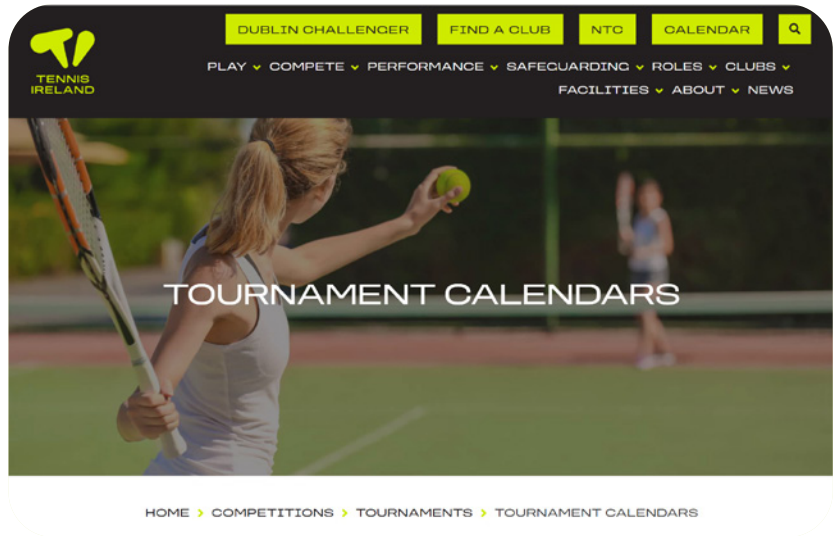 DUBLIN CHALLENGER FIND A CLUB NTC CALENDAR
TENNIS
IRELAND
PLAY COMPETE PERFORMANCE SAFEGUARDING ROLES CLUBS
FACILITIES ABOUT NEWS
TOURNAMENT CALENDARS
HOME > COMPETITIONS > TOURNAMENTS > TOURNAMENT CALENDARS